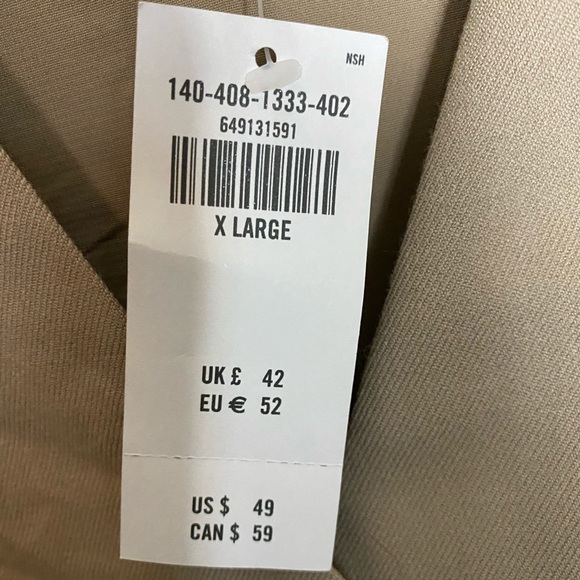 NSH
140-408-1333-402
649131591
X LARGE
UK £ 42
EU € 52
US $ 49
CAN $ 59